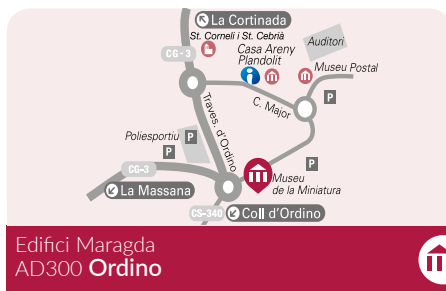 La Cortinada
St. Corneli i St. Cebrià
Auditori
CG-3
Casa Areny
Plandolit
i
Museu Postal
P
C. Major
Traves. d'Ordino
Poliesportiu
P
P
P
CG-3
Museu
de la Miniatura
La Massana
CS-340
Coll d'Ordino
Edifici Maragda
AD300 Ordino